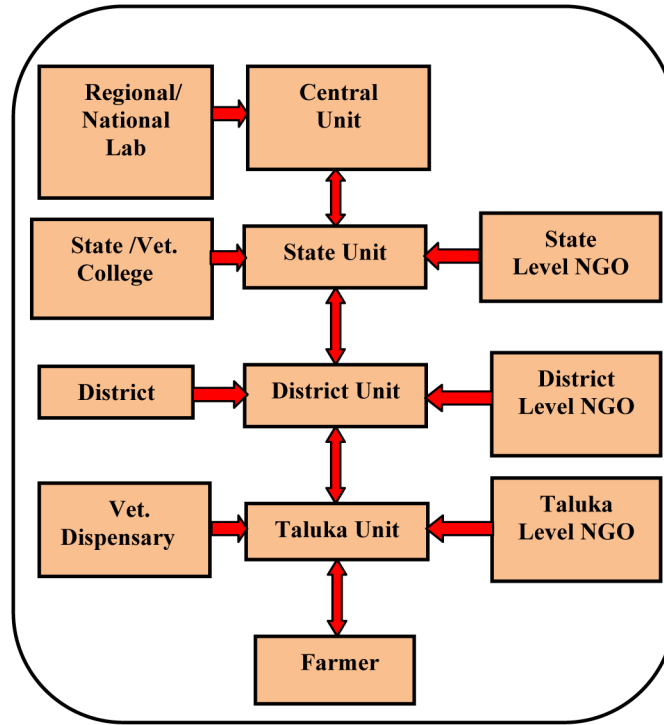 Regional/
National
Lab
Central
Unit
State /Vet.
College
State Unit
State
Level NGO
District
District Unit
District
Level NGO
Vet.
Dispensary
Taluka Unit
Taluka
Level NGO
Farmer